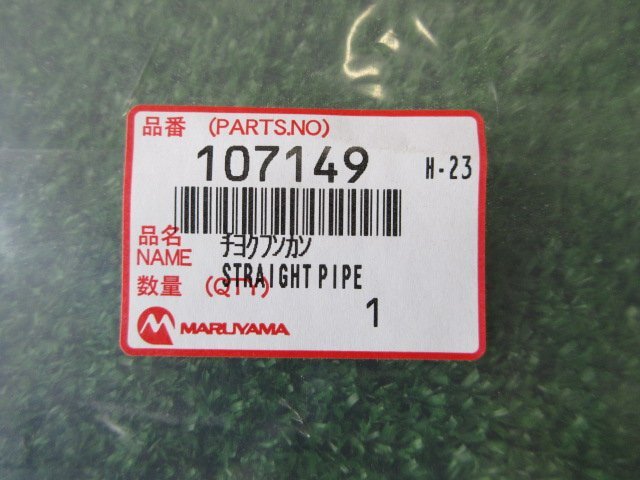 品番 (PARTS.NO)
107149 H-23
品名 チヨクフンカン
NAME STRAIGHT PIPE
数量 (QTY)
1
MARUYAMA